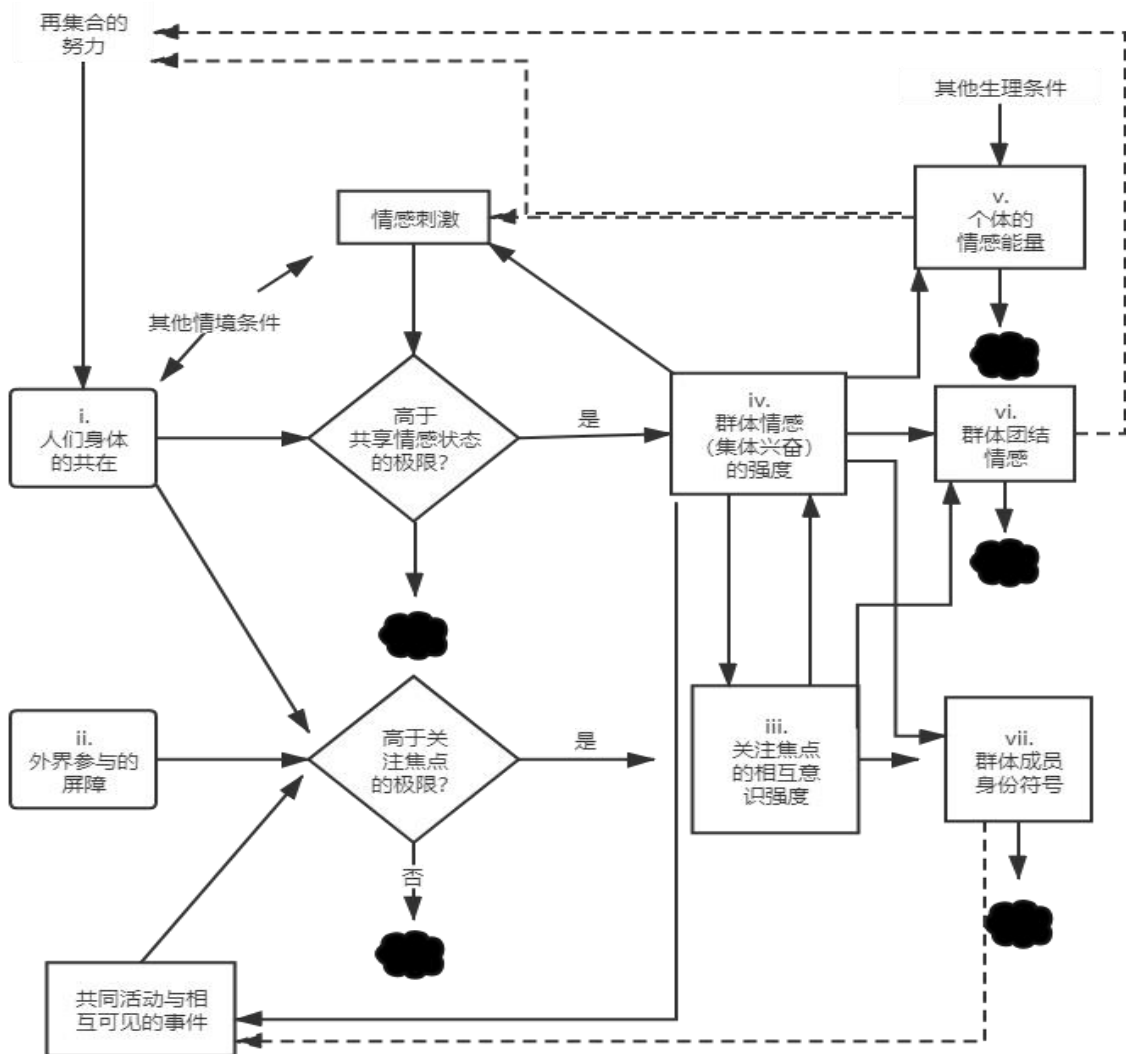 再集合的
努力
其他生理条件
v.
个体的
情感能量
情感刺激
其他情境条件
i.
人们身体
的共在
高于
共享情感状态
的极限?
是
iv.
群体情感
(集体兴奋)
的强度
vi.
群体团结
情感
ii.
外界参与的
屏障
高于关
注焦点
的极限?
是
iii.
关注焦点
的相互意
识强度
vii.
群体成员
身份符号
否
共同活动与相
互可见的事件